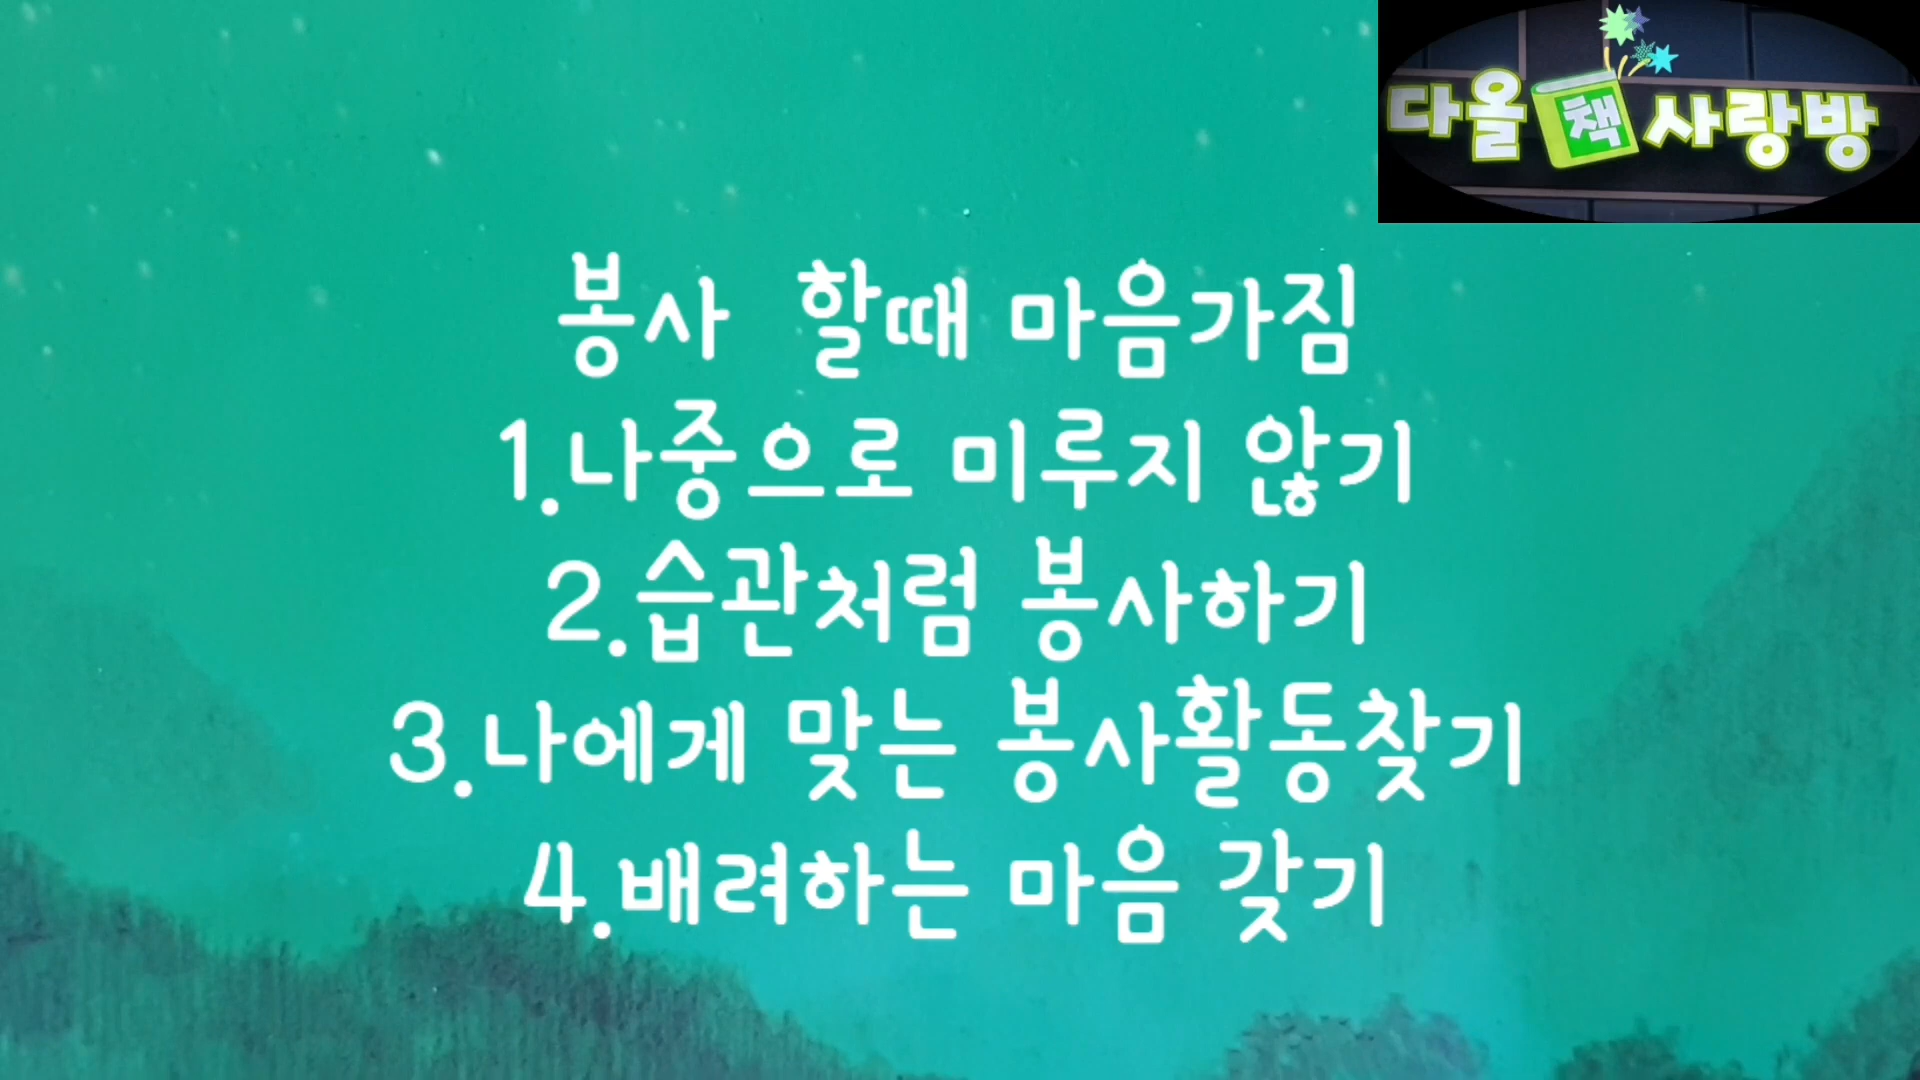 다올 책 사랑방
봉사 할때 마음가짐
1.나중으로 미루지 않기
2.습관처럼 봉사하기
3.나에게 맞는 봉사활동찾기
4.배려하는 마음 갖기